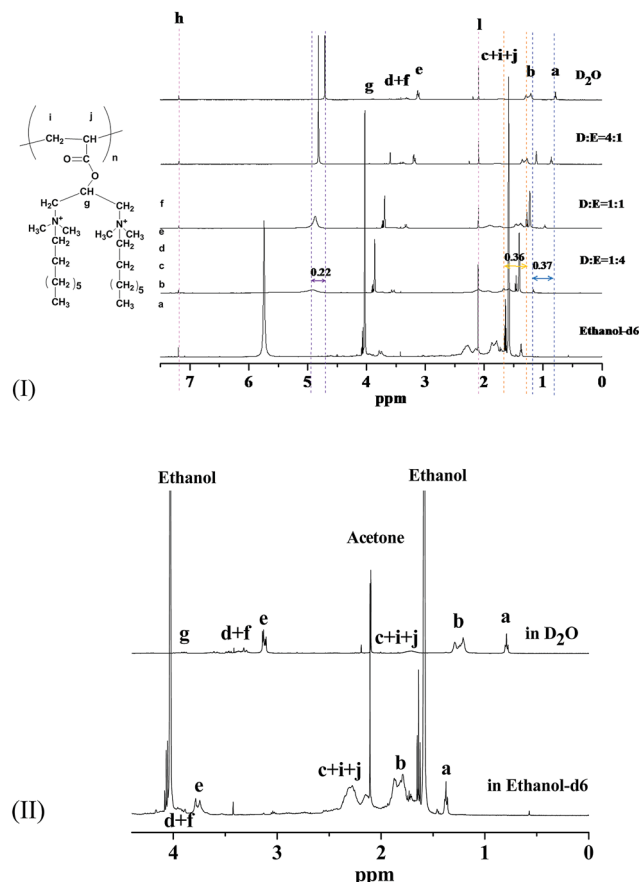 h l
c+i+j
d+f e b a
g
D₂O
D:E=4:1
D:E=1:1
D:E=1:4
Ethanol-d6
0.36
0.37
0.22
i j
CH₂ CH
n
C=O
O
CH
g
H₂C CH₂ f
N⁺ N⁺
H₃C CH₃ H₃C CH₃ e
CH₂ CH₂ d
CH₂ CH₂ c
(CH₂)5 (CH₂)5 b
CH₃ CH₃ a
7 6 5 4 3 2 1 0
ppm
(I)
Ethanol Ethanol
Acetone
g d+f e c+i+j b a
in D₂O
e c+i+j b a
d+f
in Ethanol-d6
(II)
4 3 2 1 0
ppm